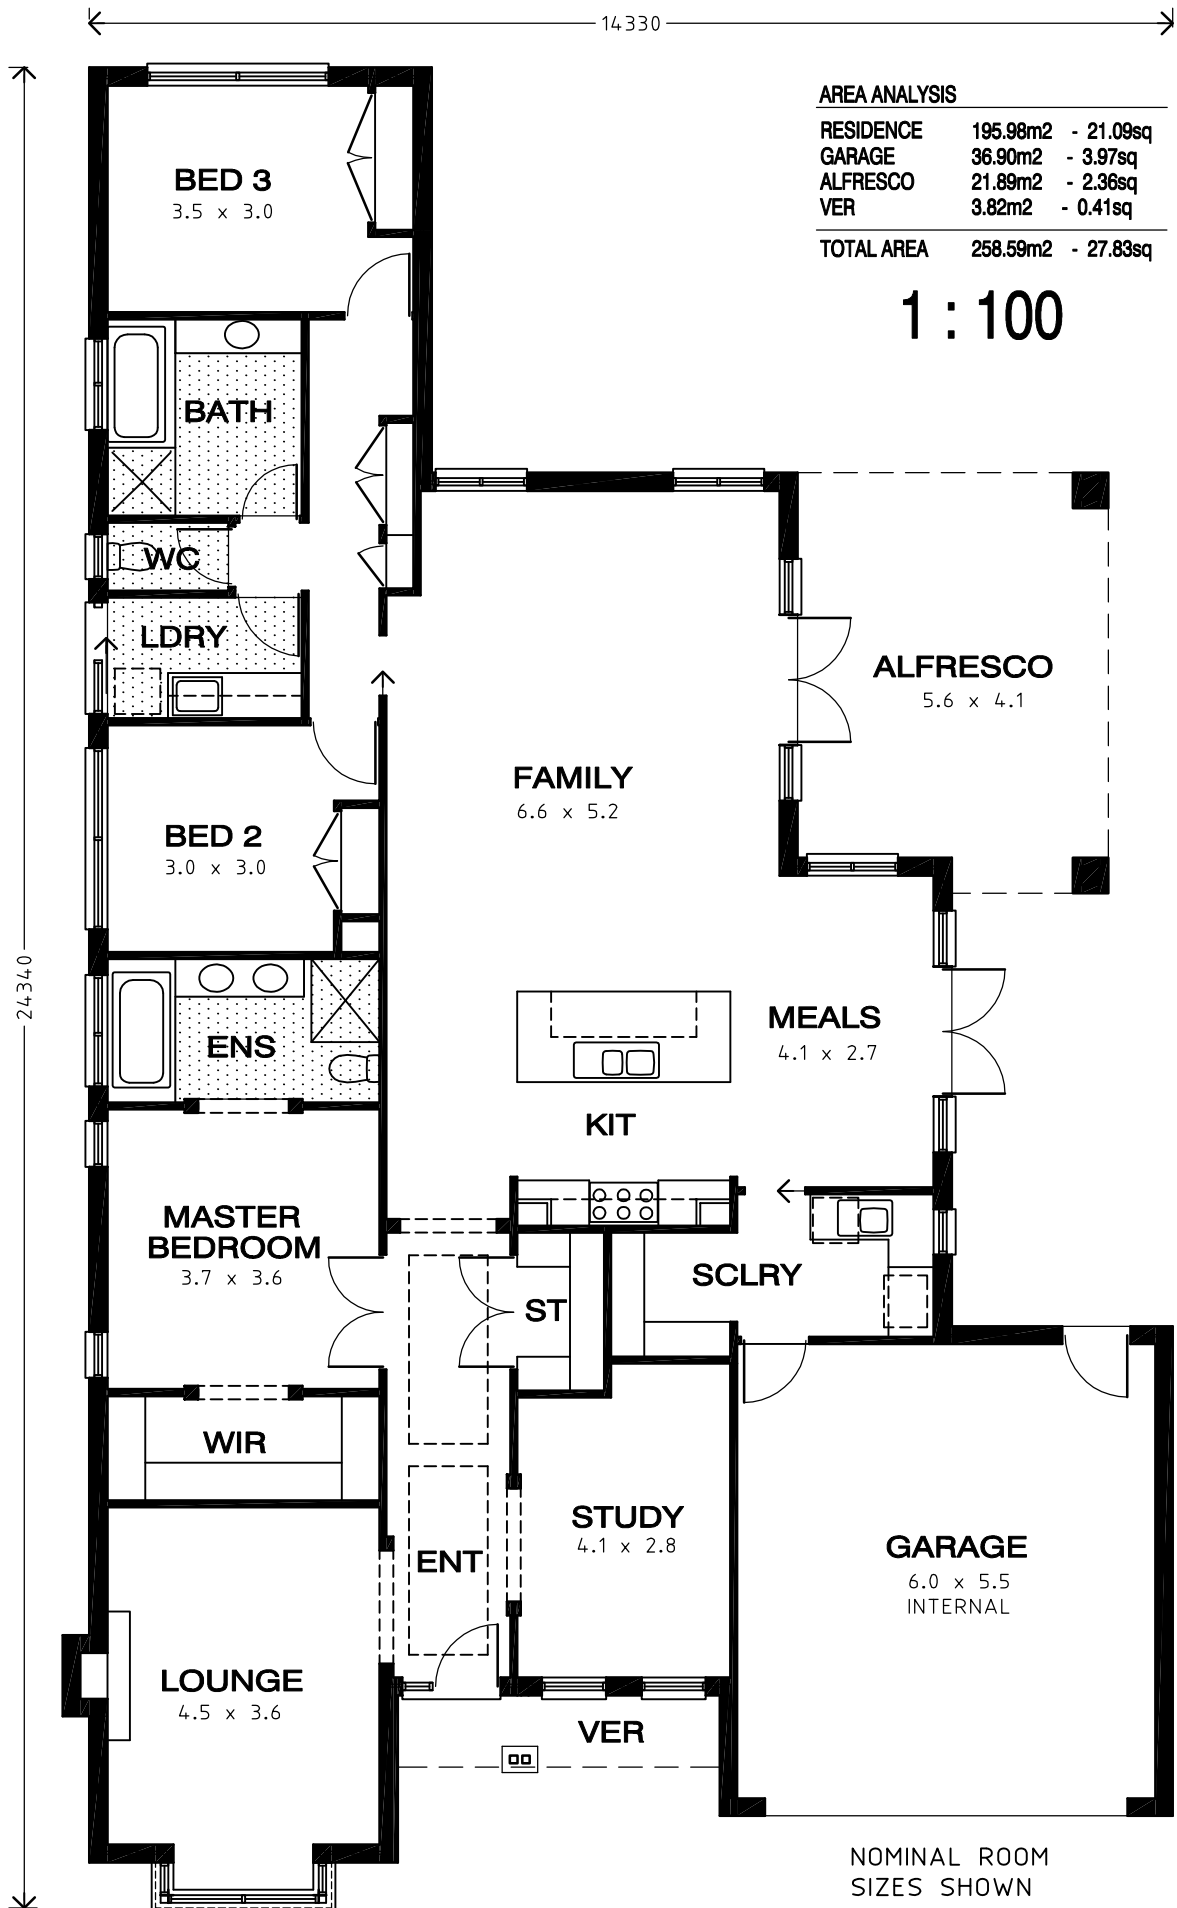 14330
AREA ANALYSIS
RESIDENCE 195.98m2 - 21.09sq
GARAGE 36.90m2 - 3.97sq
ALFRESCO 21.89m2 - 2.36sq
VER 3.82m2 - 0.41sq
TOTAL AREA 258.59m2 - 27.83sq
1 : 100
BED 3
3.5 x 3.0
BATH
WC
LDRY
ALFRESCO
5.6 x 4.1
FAMILY
6.6 x 5.2
BED 2
3.0 x 3.0
24340
ENS
MEALS
4.1 x 2.7
KIT
MASTER
BEDROOM
3.7 x 3.6
SCLRY
ST
WIR
STUDY
4.1 x 2.8
ENT
GARAGE
6.0 x 5.5
INTERNAL
LOUNGE
4.5 x 3.6
VER
NOMINAL ROOM
SIZES SHOWN